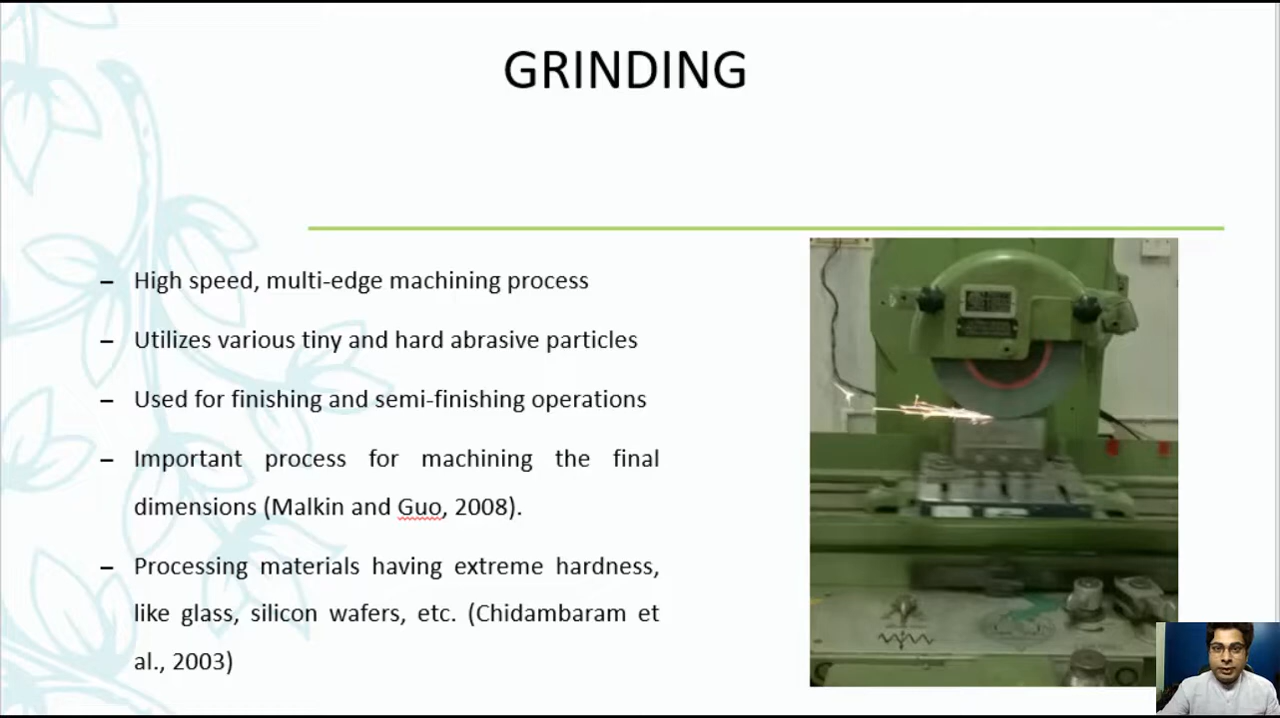 GRINDING
– High speed, multi-edge machining process
– Utilizes various tiny and hard abrasive particles
– Used for finishing and semi-finishing operations
– Important process for machining the final
dimensions (Malkin and Guo, 2008).
– Processing materials having extreme hardness,
like glass, silicon wafers, etc. (Chidambaram et
al., 2003)